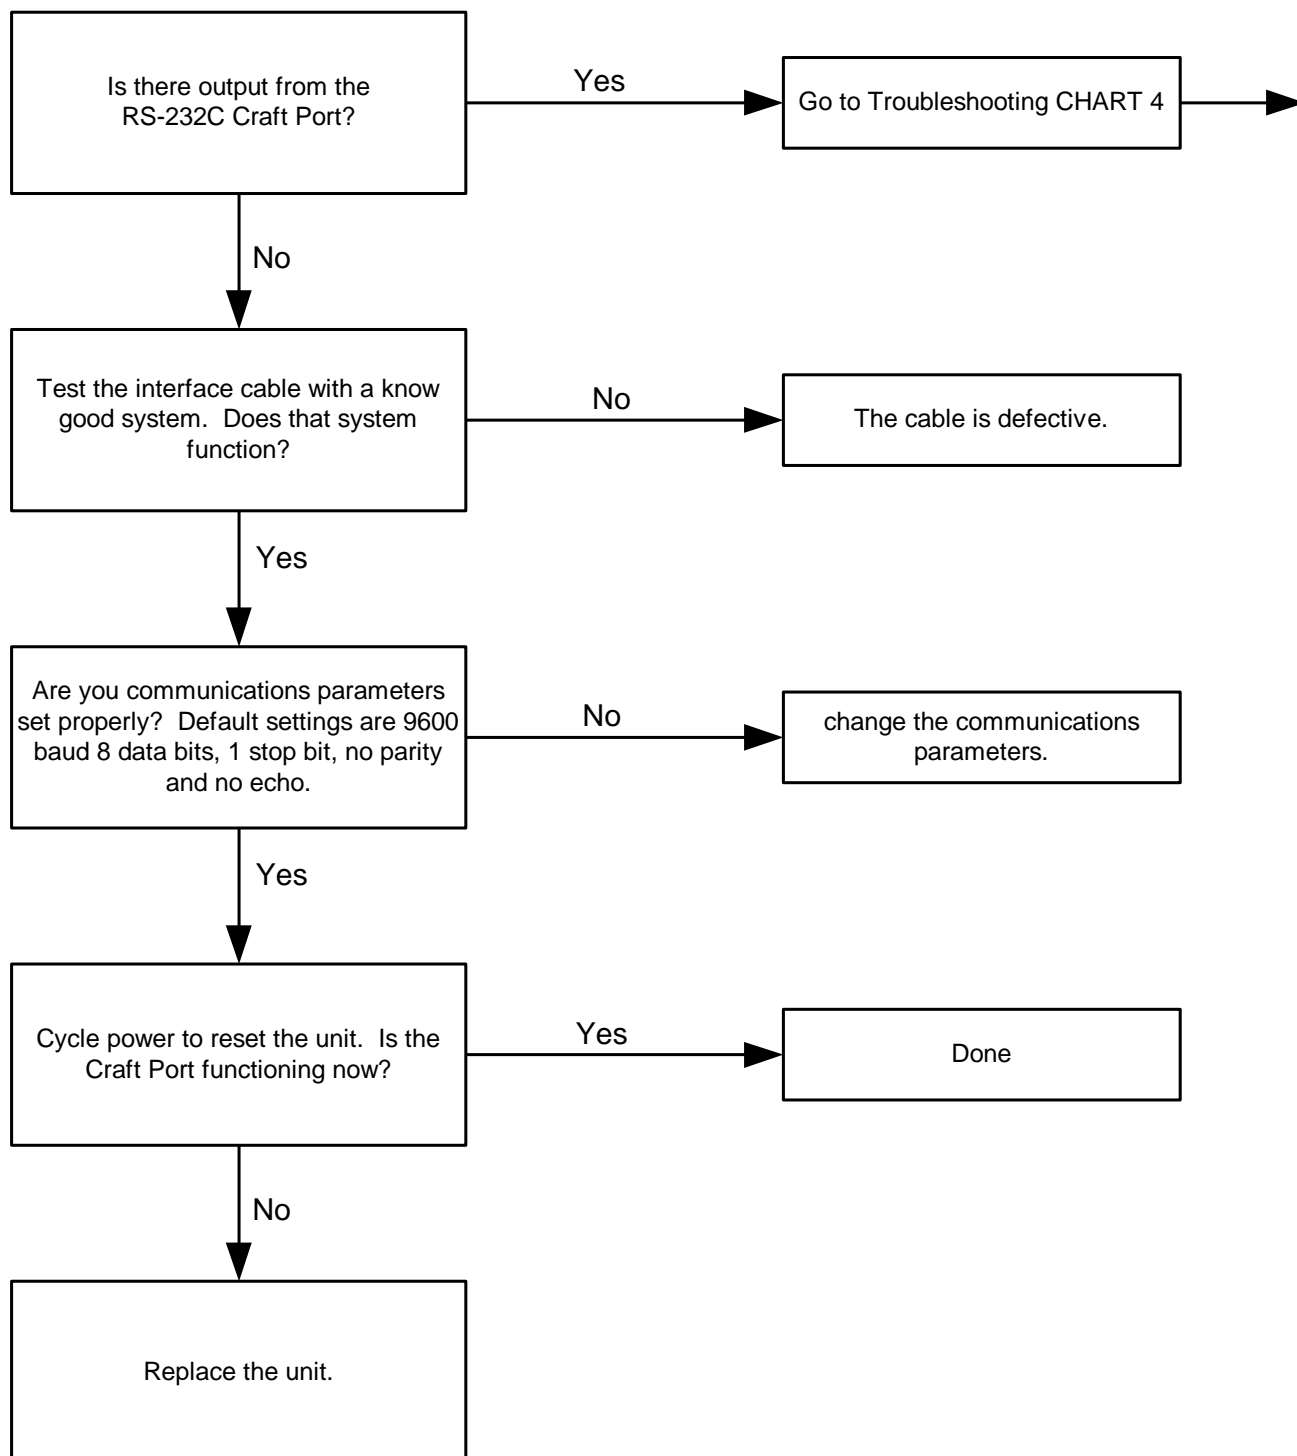 Is there output from the
RS-232C Craft Port?
Yes
Go to Troubleshooting CHART 4
No
Test the interface cable with a know
good system.  Does that system
function?
No
The cable is defective.
Yes
Are you communications parameters
set properly?  Default settings are 9600
baud 8 data bits, 1 stop bit, no parity
and no echo.
No
change the communications
parameters.
Yes
Cycle power to reset the unit.  Is the
Craft Port functioning now?
Yes
Done
No
Replace the unit.